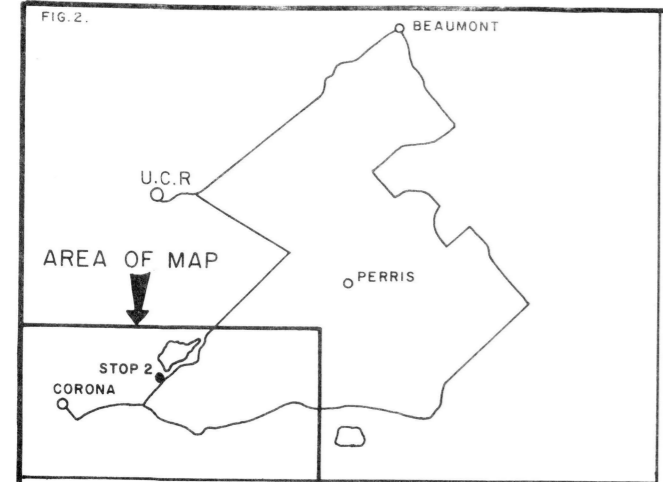 FIG.2.
BEAUMONT
U.C.R
AREA OF MAP
PERRIS
STOP 2
CORONA